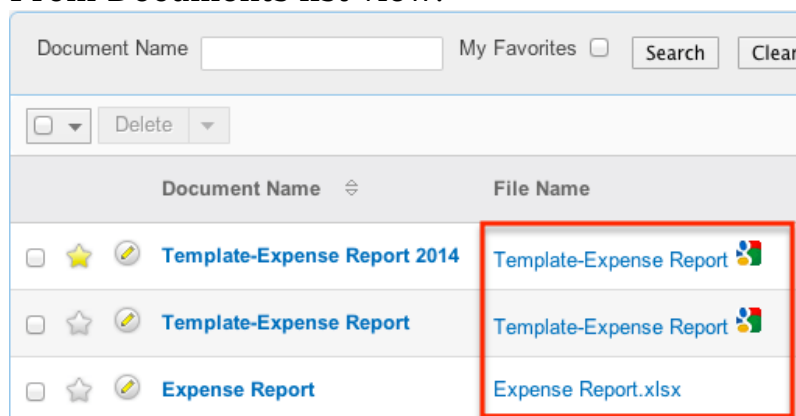 Document Name My Favorites Search Clear
Delete
Document Name File Name
Template-Expense Report 2014 Template-Expense Report
Template-Expense Report Template-Expense Report
Expense Report Expense Report.xlsx